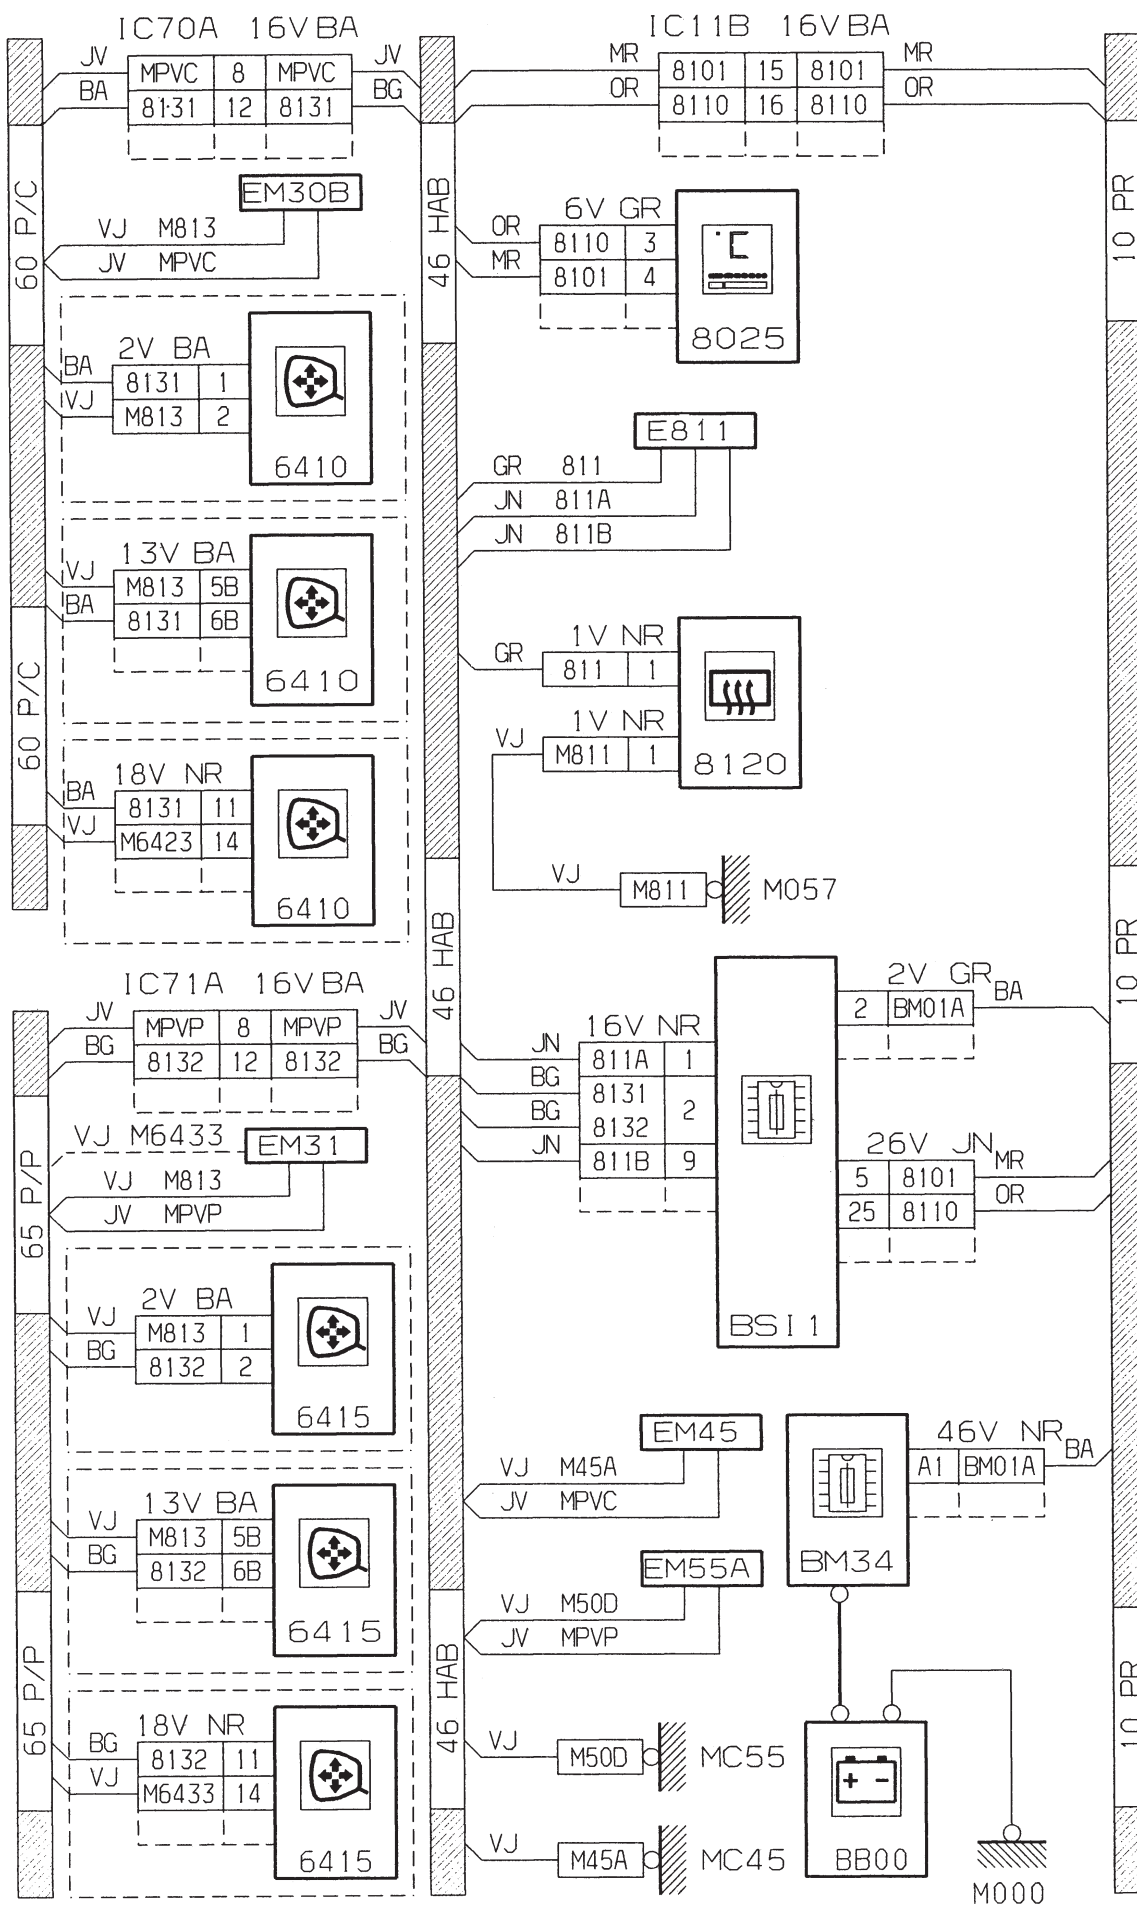 IC70A 16VBA
JV MPVC 8 MPVC JV
BA 8131 12 8131 BG
IC11B 16VBA
MR 8101 15 8101 MR
OR 8110 16 8110 OR
60 P/C
46 HAB
10 PR
EM30B
VJ M813
JV MPVC
6V GR
OR 8110 3
MR 8101 4
°C
8025
2V BA
BA 8131 1
VJ M813 2
6410
E811
GR 811
JN 811A
JN 811B
13V BA
VJ M813 5B
BA 8131 6B
6410
60 P/C
1V NR
GR 811 1
1V NR
VJ M811 1
8120
18V NR
BA 8131 11
VJ M6423 14
6410
VJ M811 M057
46 HAB
10 PR
IC71A 16VBA
JV MPVP 8 MPVP JV
BG 8132 12 8132 BG
2V GR
2 BM01A BA
16V NR
JN 811A 1
BG 8131
2
BG 8132
JN 811B 9
26V JN
5 8101 MR
25 8110 OR
BSI1
65 P/P
VJ M6433 EM31
VJ M813
JV MPVP
2V BA
VJ M813 1
BG 8132 2
6415
EM45
VJ M45A
JV MPVC
46V NR
A1 BM01A BA
BM34
13V BA
VJ M813 5B
BG 8132 6B
6415
EM55A
VJ M50D
JV MPVP
65 P/P
46 HAB
10 PR
18V NR
BG 8132 11
VJ M6433 14
6415
VJ M50D MC55
VJ M45A MC45
+ -
BB00
M000